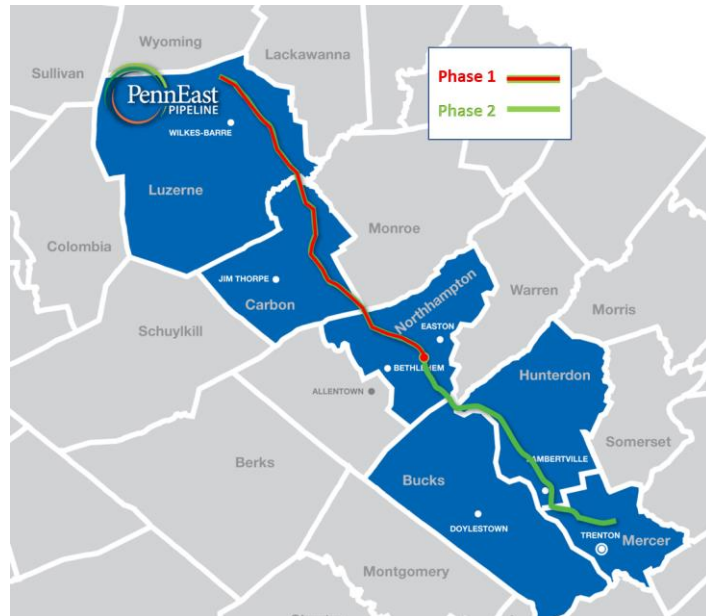 Wyoming
Lackawanna
Sullivan
PennEast
PIPELINE
WILKES-BARRE
Phase 1
Phase 2
Luzerne
Monroe
Colombia
JIM THORPE
Carbon
Warren
Morris
Northhampton
Schuylkill
EASTON
BETHLEHEM
Hunterdon
ALLENTOWN
Somerset
Berks
LAMBERTVILLE
Bucks
DOYLESTOWN
TRENTON
Mercer
Montgomery